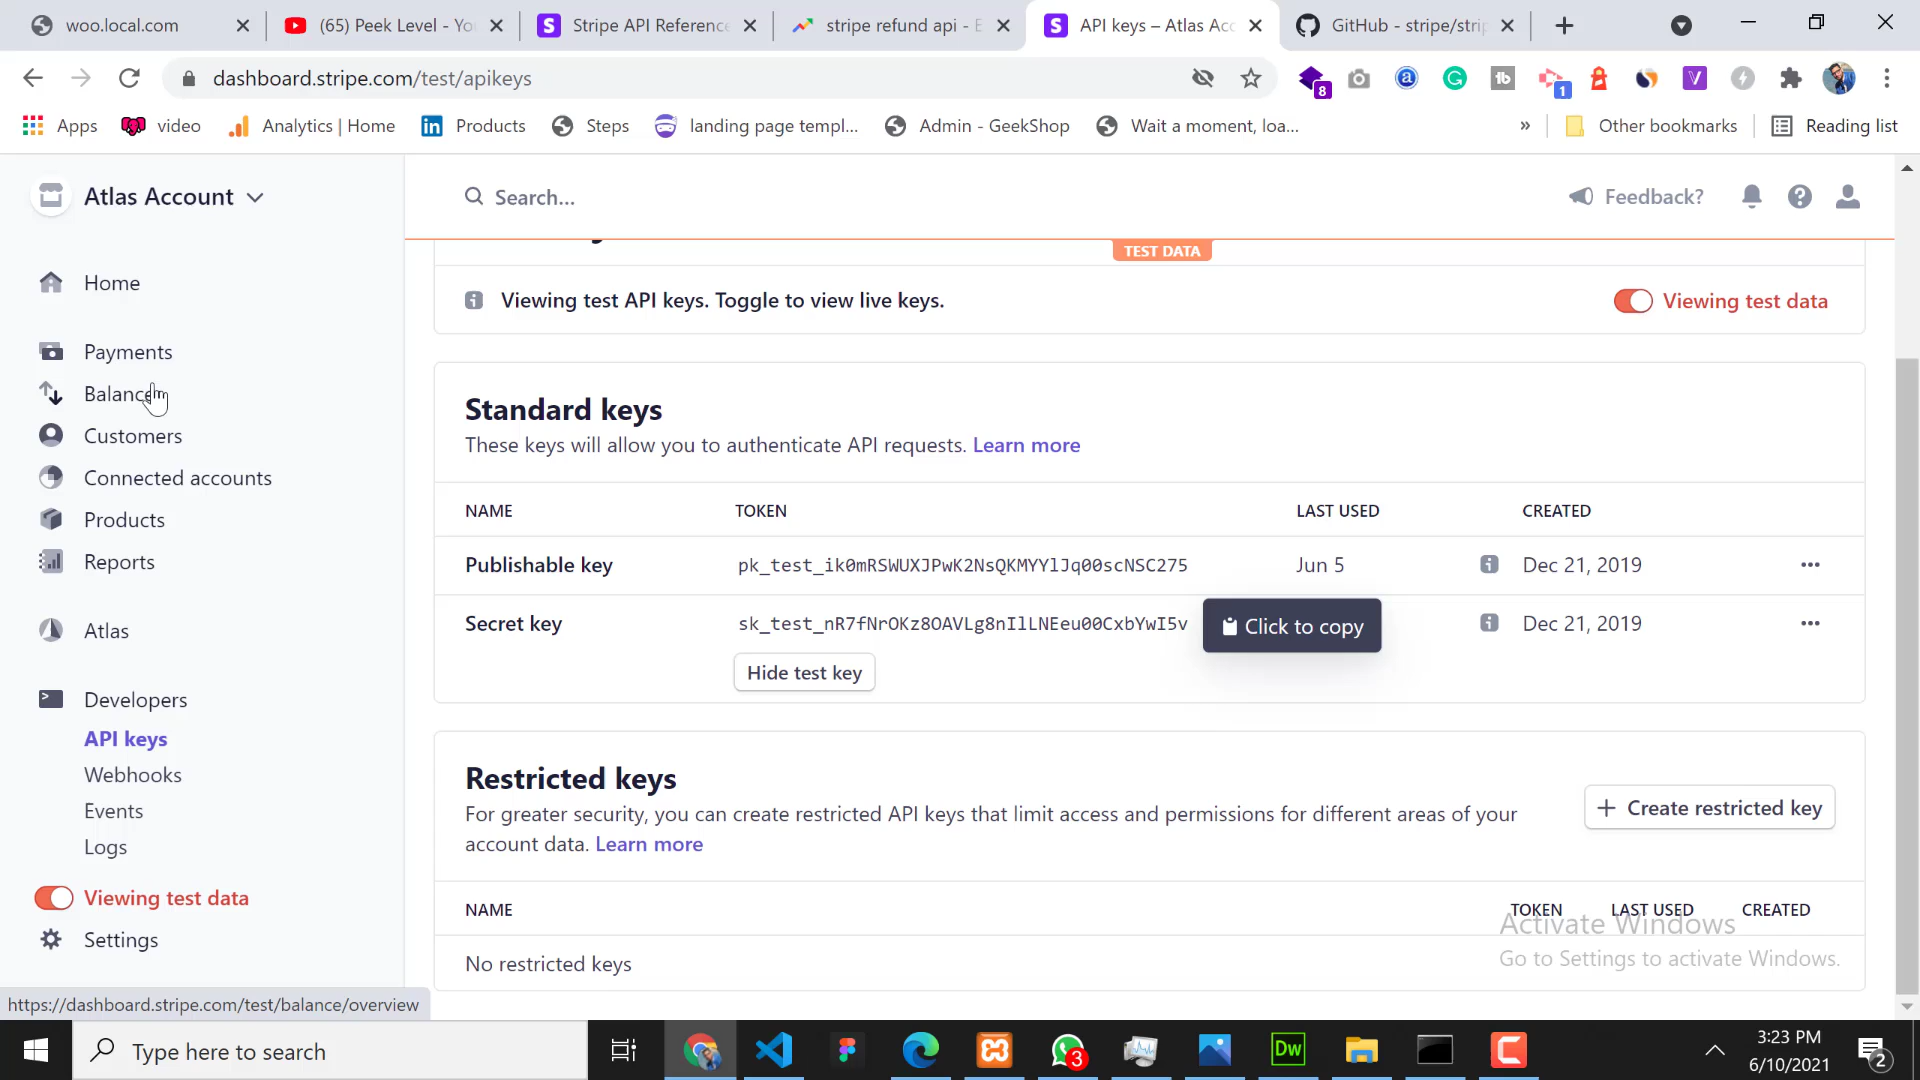 woo.local.com
(65) Peek Level - Yo
Stripe API Reference
stripe refund api - E
API keys – Atlas Acc
GitHub - stripe/strip
dashboard.stripe.com/test/apikeys
8
1
Apps
video
Analytics | Home
Products
Steps
landing page templ...
Admin - GeekShop
Wait a moment, loa...
»
Other bookmarks
Reading list
Atlas Account
Search...
Feedback?
Home
TEST DATA
Viewing test API keys. Toggle to view live keys.
Viewing test data
Payments
Balance
Customers
Connected accounts
Products
Reports
Atlas
Developers
API keys
Webhooks
Events
Logs
Viewing test data
Settings
Standard keys
These keys will allow you to authenticate API requests. Learn more
NAME TOKEN LAST USED CREATED
Publishable key pk_test_ik0mRSWUXJPwK2NsQKMYYlJq00scNSC275 Jun 5 Dec 21, 2019
Secret key sk_test_nR7fNrOKz8OAVLg8nIlLNEeu00CxbYwI5v Click to copy Dec 21, 2019
Hide test key
Restricted keys
For greater security, you can create restricted API keys that limit access and permissions for different areas of your
account data. Learn more
+ Create restricted key
NAME TOKEN LAST USED CREATED
No restricted keys
Activate Windows
Go to Settings to activate Windows.
https://dashboard.stripe.com/test/balance/overview
Type here to search
3
Dw
3:23 PM
6/10/2021
2